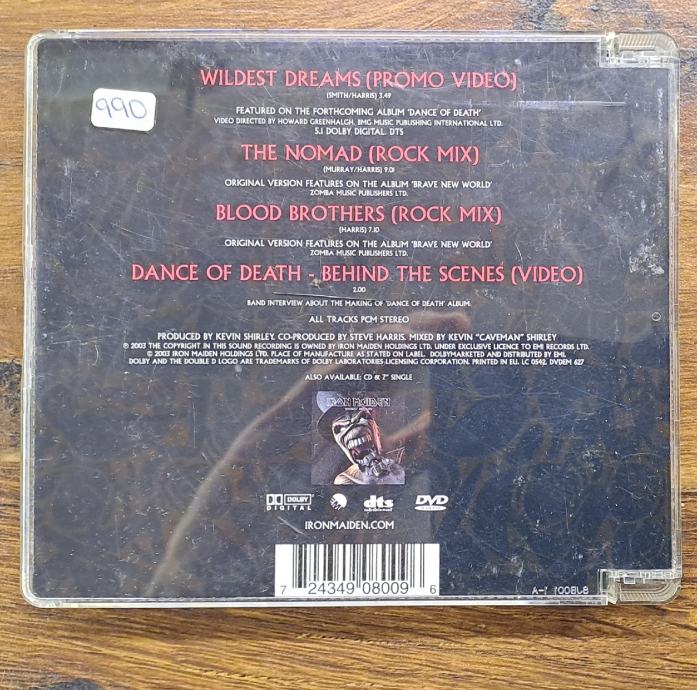 990
WILDEST DREAMS (PROMO VIDEO)
(SMITH/HARRIS) 3.49
FEATURED ON THE FORTHCOMING ALBUM 'DANCE OF DEATH'
VIDEO DIRECTED BY HOWARD GREENHALGH. BMG MUSIC PUBLISHING INTERNATIONAL LTD.
5.1 DOLBY DIGITAL. DTS
THE NOMAD (ROCK MIX)
(MURRAY/HARRIS) 9.01
ORIGINAL VERSION FEATURES ON THE ALBUM 'BRAVE NEW WORLD'
ZOMBA MUSIC PUBLISHERS LTD.
BLOOD BROTHERS (ROCK MIX)
(HARRIS) 7.10
ORIGINAL VERSION FEATURES ON THE ALBUM 'BRAVE NEW WORLD'
ZOMBA MUSIC PUBLISHERS LTD.
DANCE OF DEATH - BEHIND THE SCENES (VIDEO)
2.00
BAND INTERVIEW ABOUT THE MAKING OF 'DANCE OF DEATH' ALBUM.
ALL TRACKS PCM STEREO
PRODUCED BY KEVIN SHIRLEY. CO-PRODUCED BY STEVE HARRIS. MIXED BY KEVIN "CAVEMAN" SHIRLEY
℗ 2003 THE COPYRIGHT IN THIS SOUND RECORDING IS OWNED BY IRON MAIDEN HOLDINGS LTD. UNDER EXCLUSIVE LICENCE TO EMI RECORDS LTD.
© 2003 IRON MAIDEN HOLDINGS LTD. PLACE OF MANUFACTURE AS STATED ON LABEL. DOLBYMARKETED AND DISTRIBUTED BY EMI.
DOLBY AND THE DOUBLE D LOGO ARE TRADEMARKS OF DOLBY LABORATORIES-LICENSING CORPORATION. PRINTED IN EU. LC 0542. DVDEM 627
ALSO AVAILABLE: CD & 7" SINGLE
IRON MAIDEN
DOLBY
DIGITAL
dts
DVD
VIDEO
IRONMAIDEN.COM
7 24349 08009 6